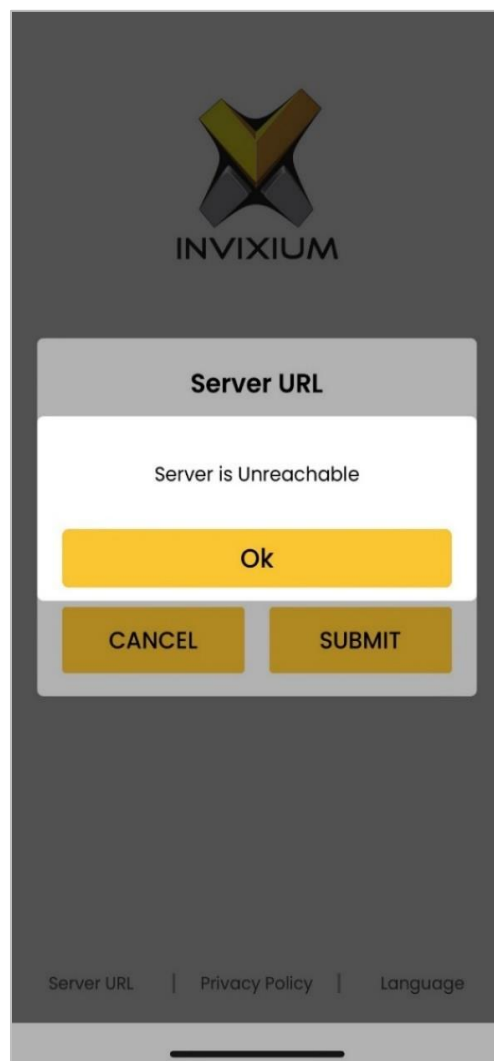 INVIXIUM
Server URL
Server is Unreachable
Ok
CANCEL SUBMIT
Server URL | Privacy Policy | Language